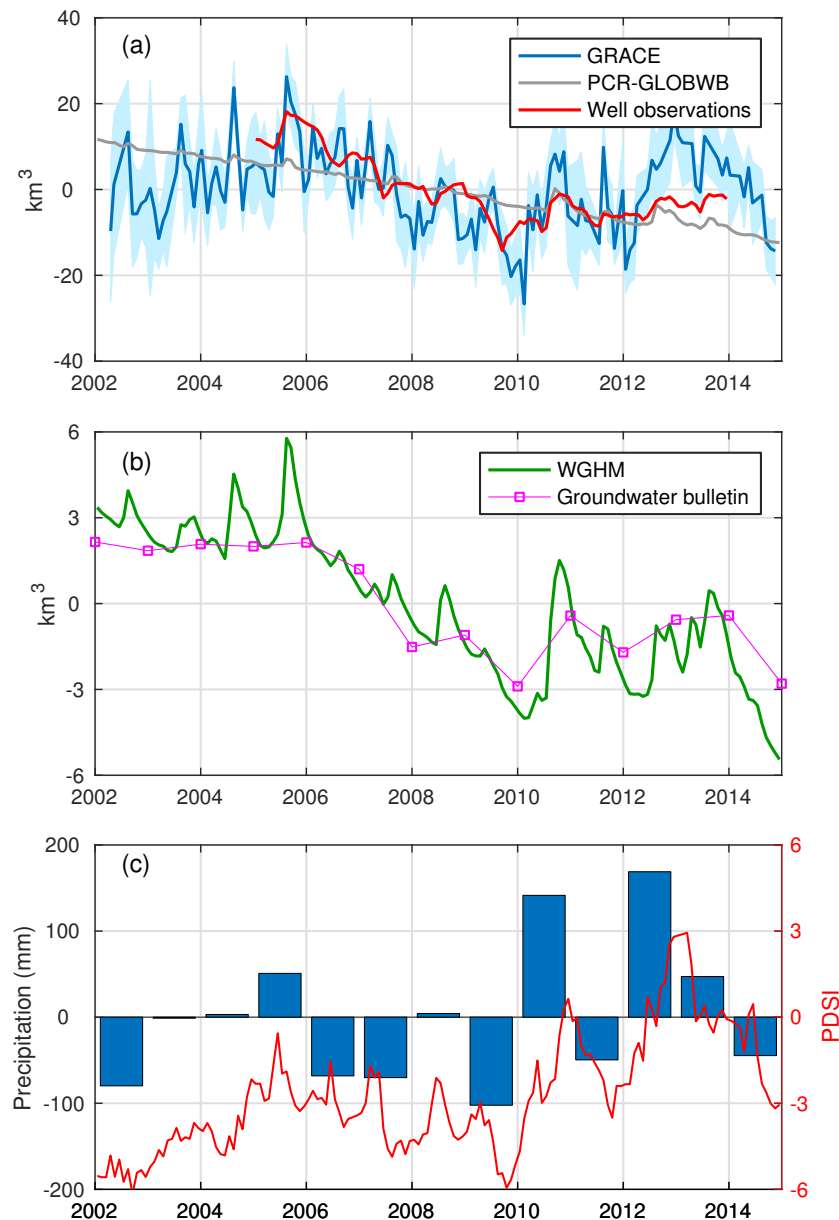 (a)
GRACE
PCR-GLOBWB
Well observations
40
20
0
-20
-40
km3
2002 2004 2006 2008 2010 2012 2014
(b)
WGHM
Groundwater bulletin
6
3
0
-3
-6
km3
2002 2004 2006 2008 2010 2012 2014
(c)
200
100
0
-100
-200
Precipitation (mm)
6
3
0
-3
-6
PDSI
2002 2004 2006 2008 2010 2012 2014